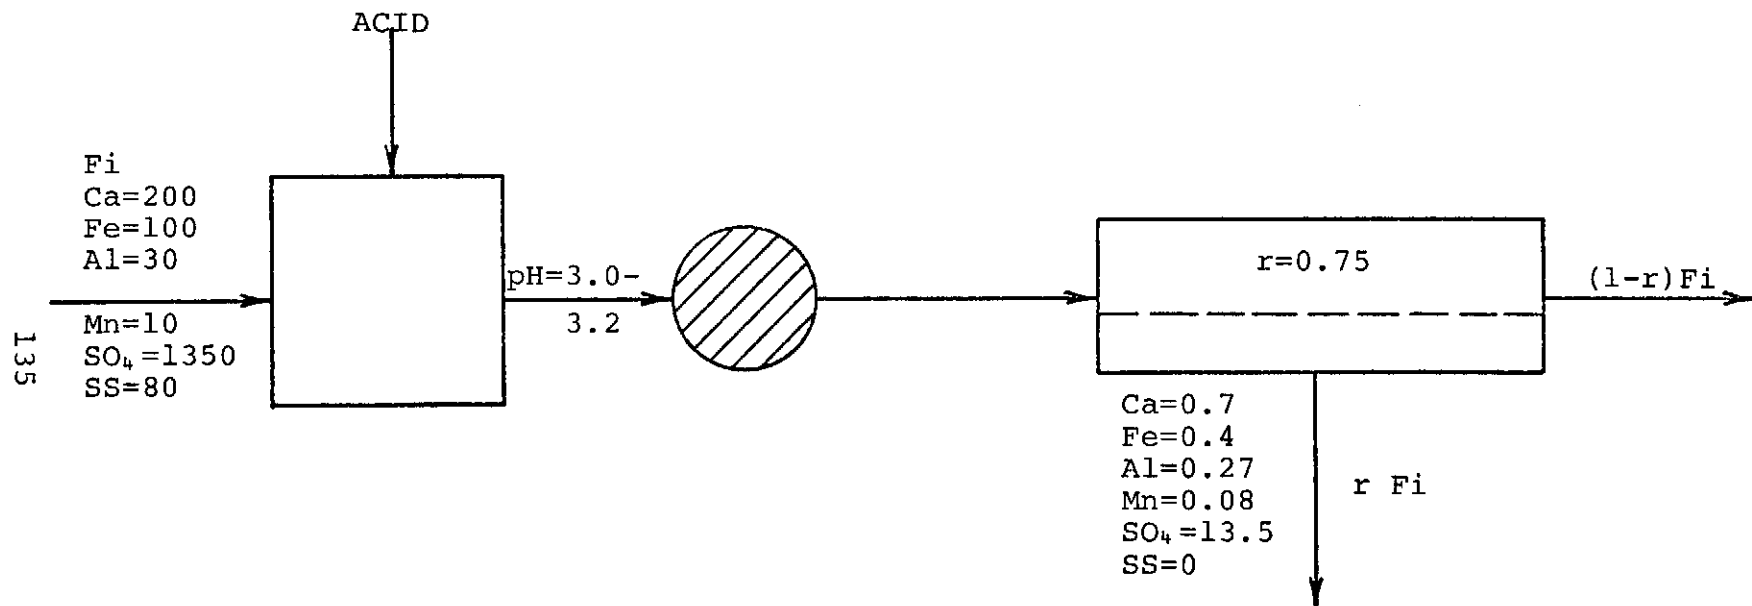 ACID
Fi
Ca=200
Fe=100
Al=30
Mn=10
SO₄=1350
SS=80
pH=3.0-
3.2
r=0.75
(1-r)Fi
Ca=0.7
Fe=0.4
Al=0.27
Mn=0.08
SO₄=13.5
SS=0
r Fi
135